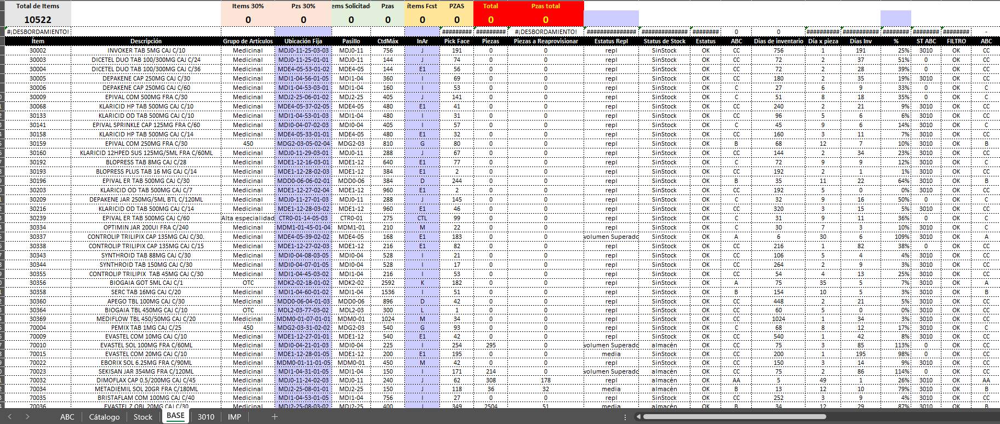 Total de Items Items 30% Pzs 30% ems Solicitad Pzas ítems Fcst PZAS Total Pzas total
10522 0 0 0 0 0 0 0 0
#¡DESBORDAMIENTO! ######### ######### #¡DESBORDAMIENTO! ############### ############## ######## 0 0 ########## ########### ######## ######## ######## -
Ítem Descripción Grupo de Artículos Ubicación Fija Pasillo CtdMáx InAr Pick Face Piezas Piezas a Reaprovisionar Estatus Repl Status de Stock Estatus ABC Dias de inventario Día x pieza Días Inv % ST ABC FILTRO ABC
30002 INVOKER TAB 5MG CAJ C/10 Medicinal MDJ0-11-25-03-03 MDJ0-11 756 J 191 0 0 repl SinStock OK CC 756 1 191 25% 3010 OK CC
30003 DICETEL DUO TAB 100/300MG CAJ C/24 Medicinal MDJ0-11-25-01-01 MDJ0-11 144 J 74 0 0 repl SinStock OK CC 72 2 37 51% 0 OK CC
30004 DICETEL DUO TAB 100/300MG CAJ C/36 Medicinal MDE4-05-53-01-02 MDE4-05 144 E1 56 0 0 repl SinStock OK CC 72 2 28 39% 0 OK CC
30005 DEPAKENE CAP 250MG CAJ C/30 Medicinal MDI1-04-56-01-05 MDI1-04 360 I 69 0 0 repl SinStock OK CC 180 2 35 19% 3010 OK CC
30006 DEPAKENE CAP 250MG CAJ C/60 Medicinal MDI1-04-53-03-01 MDI1-04 160 I 53 0 0 repl SinStock OK C 27 6 9 33% 0 OK C
30009 EPIVAL COM 500MG FRA C/30 Medicinal MDJ2-25-06-01-02 MDJ2-25 405 J 141 0 0 repl SinStock OK C 51 8 18 35% 0 OK C
30068 KLARICID HP TAB 500MG CAJ C/10 Medicinal MDE4-05-37-02-05 MDE4-05 480 E1 41 0 0 repl SinStock OK CC 240 2 21 9% 3010 OK CC
30133 KLARICID OD TAB 500MG CAJ C/10 Medicinal MDI1-04-53-01-03 MDI1-04 480 I 31 0 0 repl SinStock OK CC 96 5 6 6% 3010 OK CC
30141 EPIVAL SPRINKLE CAP 125MG FRA C/60 Medicinal MDI0-04-07-02-03 MDI0-04 405 I 57 0 0 repl SinStock OK C 45 9 6 14% 3010 OK C
30158 KLARICID HP TAB 500MG CAJ C/14 Medicinal MDE4-05-33-01-01 MDE4-05 480 E1 32 0 0 repl SinStock OK CC 160 3 11 7% 3010 OK CC
30159 EPIVAL COM 250MG FRA C/30 450 MDG2-03-05-02-04 MDG2-03 810 G 80 0 0 repl SinStock OK B 68 12 7 10% 3010 OK B
30160 KLARICID 12HPED SUS 125MG/5ML FRA C/60ML Medicinal MDJ0-11-29-03-01 MDJ0-11 288 J 67 0 0 repl SinStock OK CC 144 2 34 23% 3010 OK CC
30192 BLOPRESS TAB 8MG CAJ C/28 Medicinal MDE1-12-16-03-01 MDE1-12 640 E1 77 0 0 repl SinStock OK C 72 9 9 12% 3010 OK C
30193 BLOPRESS PLUS TAB 16 MG CAJ C/14 Medicinal MDE1-12-28-02-03 MDE1-12 384 E1 2 0 0 repl SinStock OK CC 192 2 1 1% 3010 OK CC
30196 EPIVAL ER TAB 500MG CAJ C/30 Medicinal MDD0-06-06-02-01 MDD0-06 384 D 244 0 0 repl SinStock OK B 35 11 22 64% 3010 OK B
30203 KLARICID OD TAB 500MG CAJ C/7 Medicinal MDE1-12-27-02-04 MDE1-12 960 E1 2 0 0 repl SinStock OK CC 192 5 0 0% 3010 OK CC
30209 DEPAKENE JAR 250MG/5ML BTL C/120ML Medicinal MDJ0-11-27-01-03 MDJ0-11 288 J 145 0 0 repl SinStock OK C 32 9 16 50% 0 OK C
30216 KLARICID OD TAB 500MG CAJ C/14 Medicinal MDE1-12-28-03-02 MDE1-12 960 E1 46 0 0 repl SinStock OK CC 320 3 15 5% 3010 OK CC
30239 EPIVAL ER TAB 500MG CAJ C/60 Alta especialidad CTR0-01-14-05-03 CTR0-01 275 CTL 99 0 0 repl SinStock OK C 31 9 11 36% 0 OK C
30334 OPTIMIN JAR 200UI FRA C/240 Medicinal MDM1-01-45-01-04 MDM1-01 210 M 22 0 0 repl SinStock OK C 30 7 3 10% 3010 OK C
30337 CONTROLIP TRILIPIX CAP 135MG CAJ C/30. Medicinal MDE4-05-39-02-02 MDE4-05 168 E1 183 0 0 volumen Superado SinStock OK A 6 30 6 109% 3010 OK A
30338 CONTROLIP TRILIPIX CAP 135MG CAJ C/15 Medicinal MDE1-12-27-02-03 MDE1-12 216 E1 82 0 0 repl SinStock OK CC 216 1 82 38% 0 OK CC
30343 SYNTHROID TAB 88MG CAJ C/30 Medicinal MDI0-04-08-03-05 MDI0-04 528 I 21 0 0 repl SinStock OK CC 106 5 4 4% 3010 OK CC
30344 SYNTHROID TAB 150MG CAJ C/30 Medicinal MDI0-04-07-01-05 MDI0-04 528 I 17 0 0 repl SinStock OK CC 264 2 9 3% 3010 OK CC
30355 CONTROLIP TRILIPIX TAB 45MG CAJ C/30 Medicinal MDI1-04-45-03-02 MDI1-04 216 I 53 0 0 repl SinStock OK CC 54 4 13 25% 3010 OK CC
30356 BIOGAIA GOT 5ML CAJ C/1 OTC MDK2-02-18-01-02 MDK2-02 2592 K 182 0 0 repl SinStock OK A 75 35 5 7% 3010 OK A
30358 SERC TAB 16MG CAJ C/20 Medicinal MDI1-04-60-01-02 MDI1-04 1536 I 51 0 0 repl SinStock OK B 154 10 5 3% 3010 OK B
30360 APEGO TBL 100MG CAJ C/30 Medicinal MDD0-06-04-01-03 MDD0-06 896 D 42 0 0 repl SinStock OK CC 448 2 21 5% 3010 OK CC
30364 BIOGAIA TBL 450MG CAJ C/10 OTC MDL2-03-77-03-02 MDL2-03 300 L 1 0 0 repl SinStock OK CC 60 5 0 0% 3010 OK CC
30369 MEDIFLOW TBL 450/50MG CAJ C/20 Medicinal MDM0-01-07-01-01 MDM0-01 1024 M 34 0 0 repl SinStock OK CC 1024 1 34 3% 3010 OK CC
70004 PEMIX TAB 1MG CAJ C/25 450 MDG2-03-31-02-02 MDG2-03 540 G 93 0 0 repl SinStock OK C 68 8 12 17% 3010 OK C
70009 EVASTEL COM 10MG CAJ C/10 Medicinal MDE1-12-27-01-01 MDE1-12 540 E1 42 0 0 repl SinStock OK CC 540 1 42 8% 3010 OK CC
70010 EVASTEL SOL 100MG FRA C/60ML Medicinal MDI0-04-21-01-03 MDI0-04 225 I 254 295 0 volumen Superado almacén OK CC 75 3 85 113% 0 OK CC
70015 EVASTEL COM 20MG CAJ C/10 Medicinal MDE1-12-28-01-05 MDE1-12 200 E1 195 0 0 media SinStock OK CC 200 1 195 98% 0 OK CC
70022 EBORIX SOL 6.25MG FRA C/90ML Medicinal MDM0-01-11-01-05 MDM0-01 450 M 42 0 0 repl SinStock OK CC 150 3 14 9% 3010 OK CC
70023 SEKISAN JAR 354MG FRA C/120ML Medicinal MDI1-04-31-01-05 MDI1-04 150 I 171 214 0 volumen Superado almacén OK CC 75 2 86 114% 0 OK CC
70032 DIMOFLAX CAP 0.5/200MG CAJ C/45 Medicinal MDJ0-11-24-02-03 MDJ0-11 240 J 62 308 178 repl almacén OK AA 5 49 1 26% 3010 OK AA
70034 METADIEMIL SOL 20GR FRA C/180ML Medicinal MDJ2-25-08-01-01 MDJ2-25 150 J 118 36 32 media almacén OK B 13 12 10 79% 3010 OK B
70035 BRISTAFLAM COM 100MG CAJ C/40 Medicinal MDI1-04-53-01-05 MDI1-04 756 I 27 0 0 repl SinStock OK CC 252 3 9 4% 3010 OK CC
70036 EVASTEL Z OBL 20MG CAJ C/30 Medicinal MDJ2-25-08-03-02 MDJ2-25 400 J 349 2504 51 media almacén OK B 34 12 29 87% 3010 OK B
ABC Cátalogo Stock BASE 3010 IMP +